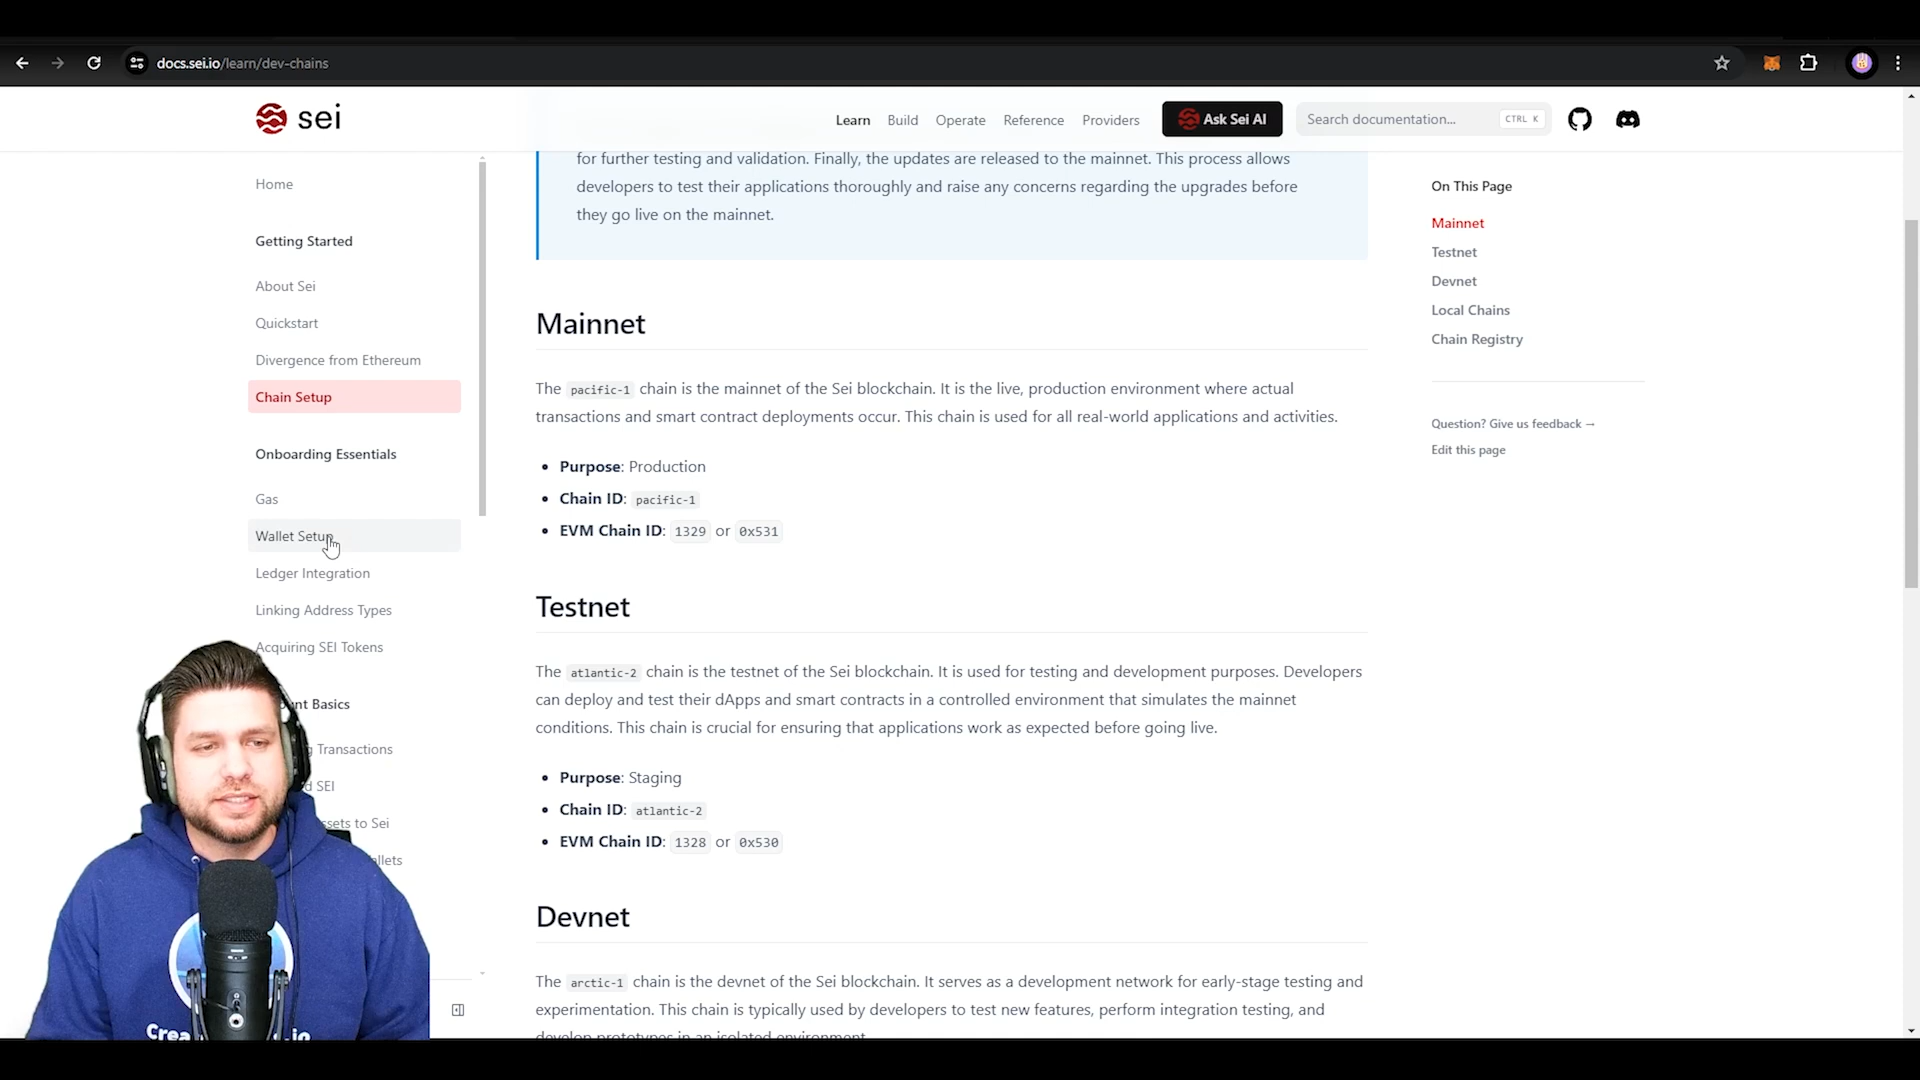 docs.sei.io/learn/dev-chains
sei
Learn
Build
Operate
Reference
Providers
Ask Sei AI
Search documentation...
CTRL K
Home
Getting Started
About Sei
Quickstart
Divergence from Ethereum
Chain Setup
Onboarding Essentials
Gas
Wallet Setup
Ledger Integration
Linking Address Types
Acquiring SEI Tokens
Basics
Transactions
SEI
to Sei
for further testing and validation. Finally, the updates are released to the mainnet. This process allows
developers to test their applications thoroughly and raise any concerns regarding the upgrades before
they go live on the mainnet.
Mainnet
The pacific-1 chain is the mainnet of the Sei blockchain. It is the live, production environment where actual
transactions and smart contract deployments occur. This chain is used for all real-world applications and activities.
• Purpose: Production
• Chain ID: pacific-1
• EVM Chain ID: 1329 or 0x531
Testnet
The atlantic-2 chain is the testnet of the Sei blockchain. It is used for testing and development purposes. Developers
can deploy and test their dApps and smart contracts in a controlled environment that simulates the mainnet
conditions. This chain is crucial for ensuring that applications work as expected before going live.
• Purpose: Staging
• Chain ID: atlantic-2
• EVM Chain ID: 1328 or 0x530
Devnet
The arctic-1 chain is the devnet of the Sei blockchain. It serves as a development network for early-stage testing and
experimentation. This chain is typically used by developers to test new features, perform integration testing, and
develop prototypes in an isolated environment.
On This Page
Mainnet
Testnet
Devnet
Local Chains
Chain Registry
Question? Give us feedback →
Edit this page